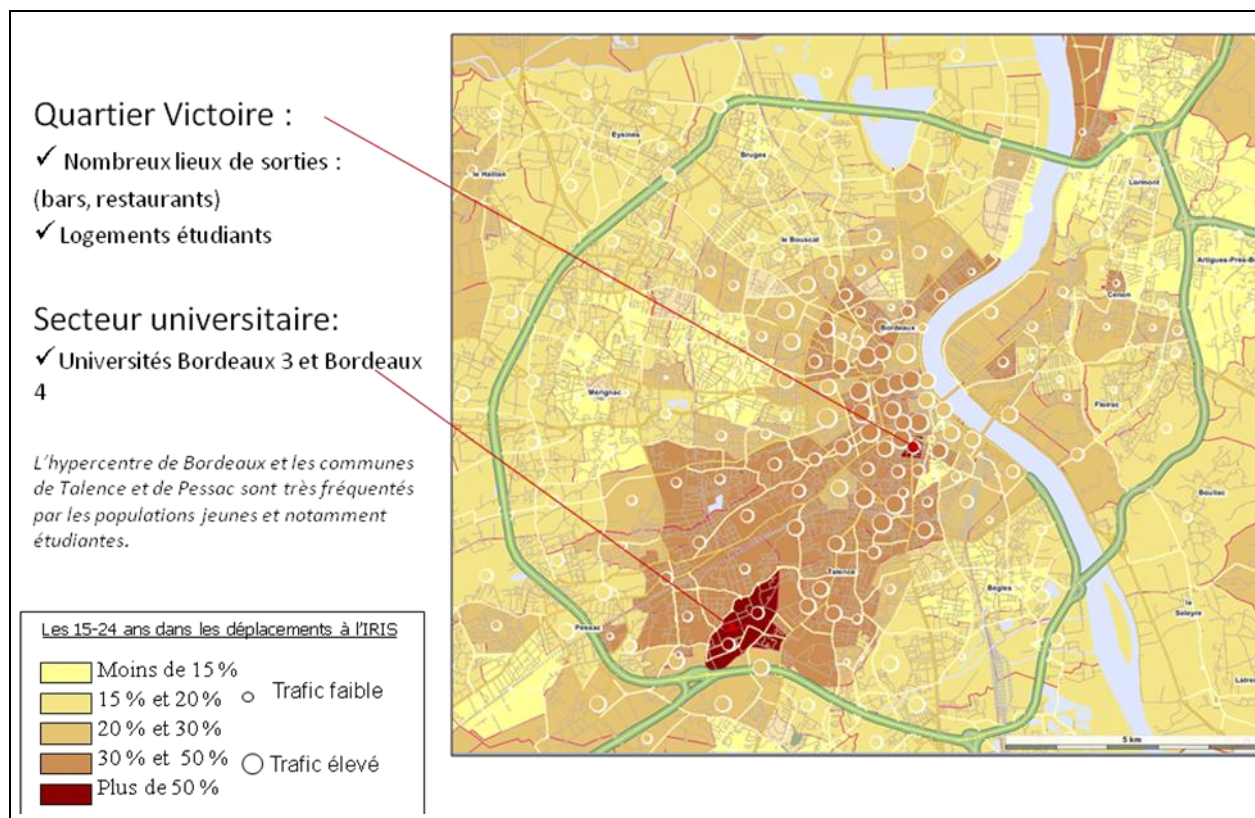 Quartier Victoire :
✓ Nombreux lieux de sorties :
(bars, restaurants)
✓ Logements étudiants
Secteur universitaire:
✓ Universités Bordeaux 3 et Bordeaux
4
L'hypercentre de Bordeaux et les communes
de Talence et de Pessac sont très fréquentés
par les populations jeunes et notamment
étudiantes.
Les 15-24 ans dans les déplacements à l'IRIS
Moins de 15 %
15 % et 20 %
Trafic faible
20 % et 30 %
30 % et 50 %
Trafic élevé
Plus de 50 %
Eysines
Bruges
le Haillan
Lormont
le Bouscat
Artigues-Près-Bo
Cenon
Bordeaux
Mérignac
Floirac
Bouliac
Talence
Bègles
la
Pessac
Latres
5 km